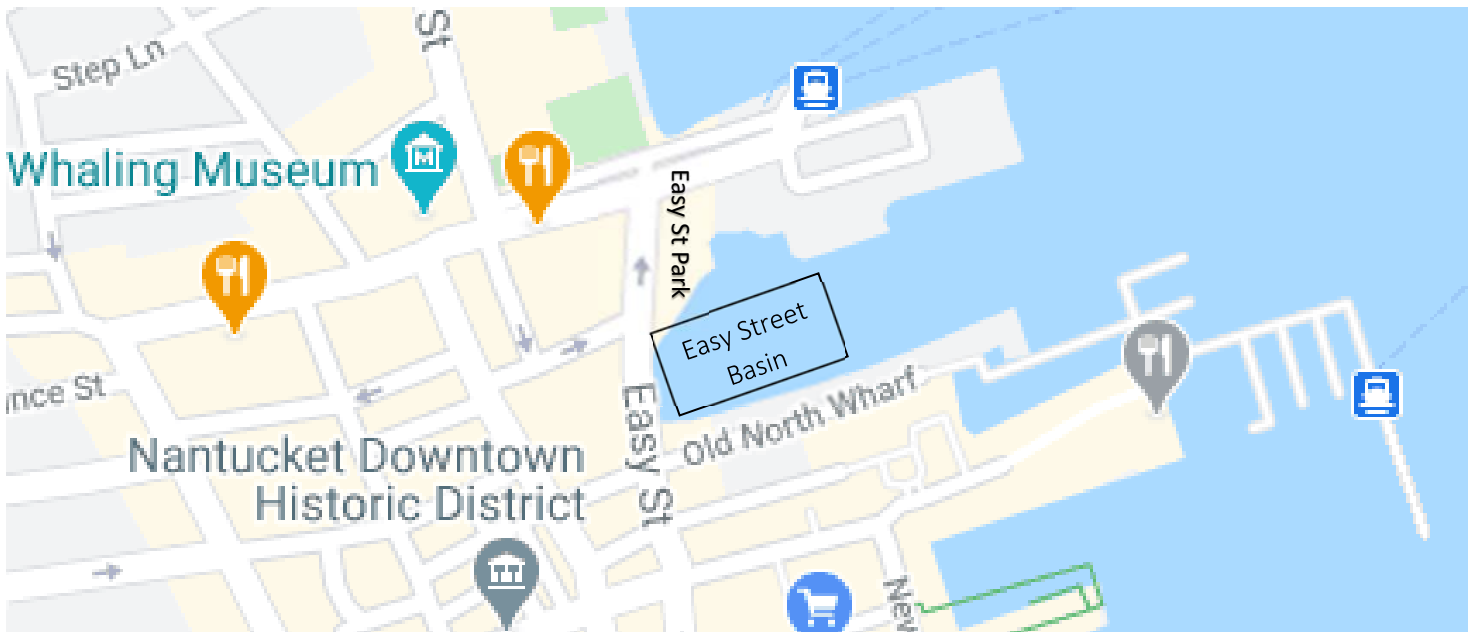 St
Step Ln
Whaling Museum
Easy St Park
Easy Street
Basin
nce St
Easy St
Old North Wharf
Nantucket Downtown
Historic District
New